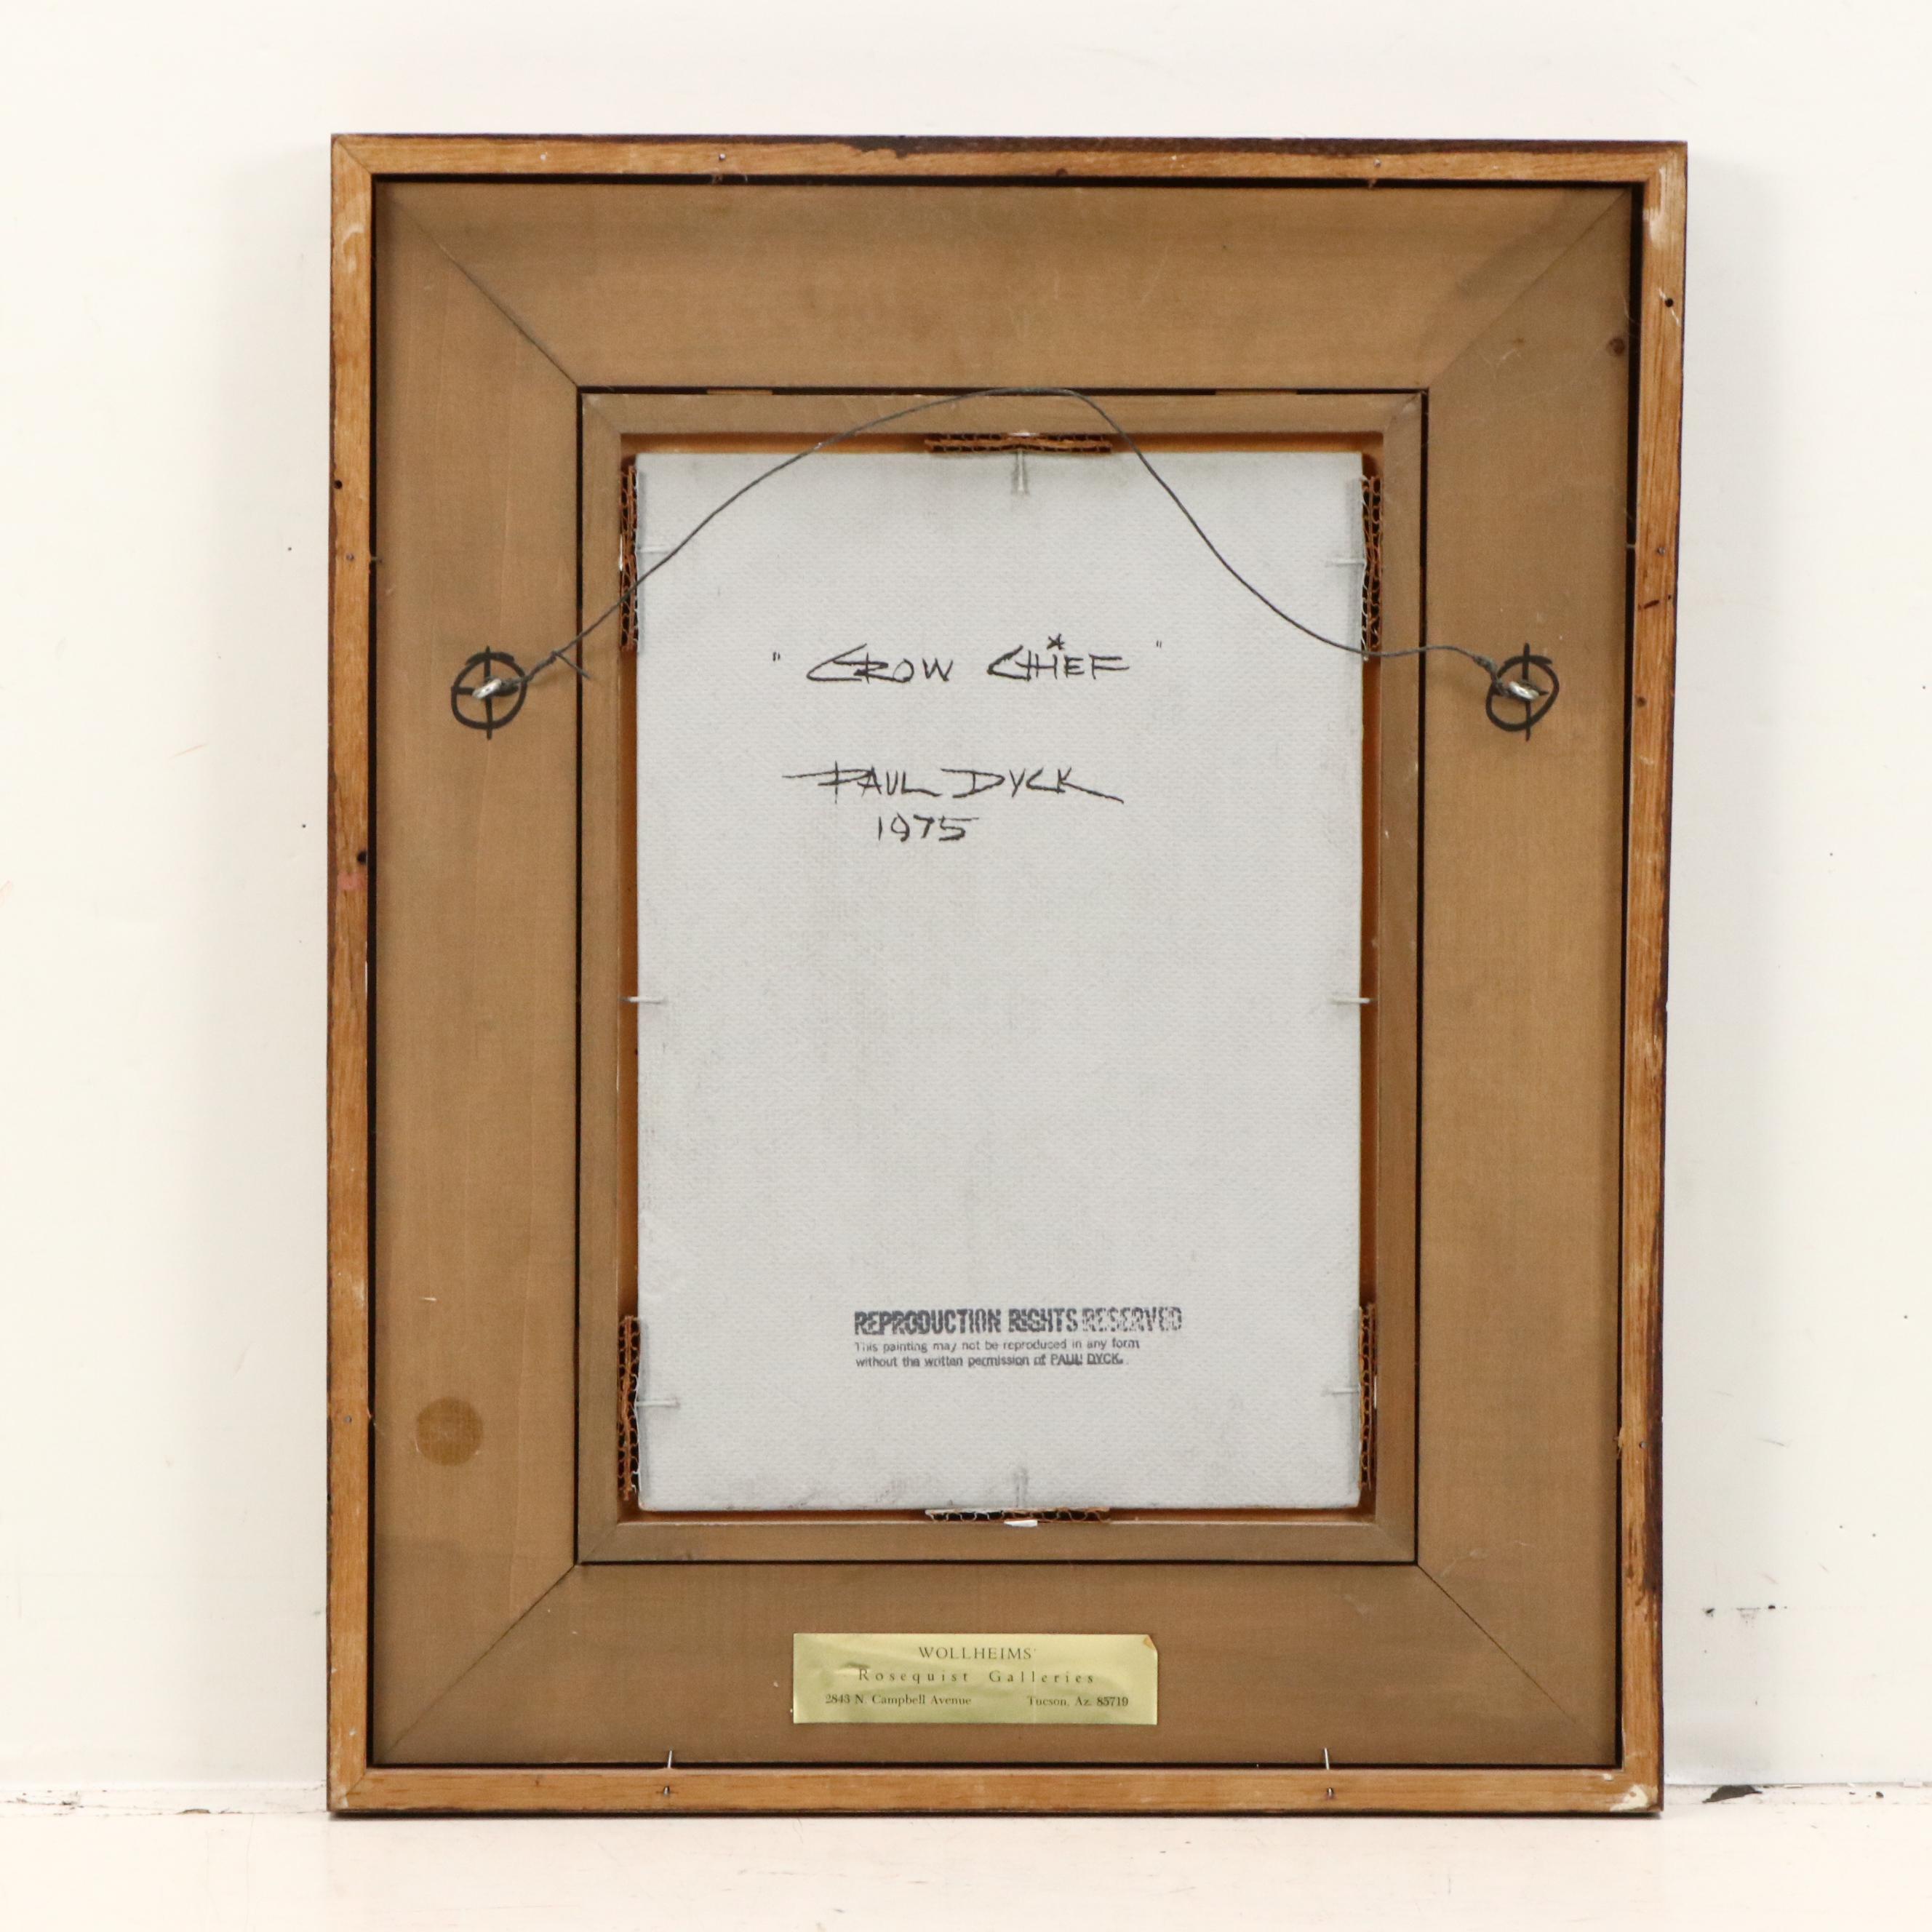 " CROW CHIEF "
PAUL DYCK
1975
REPRODUCTION RIGHTS RESERVED
This painting may not be reproduced in any form
without the written permission of PAUL DYCK.
WOLLHEIMS'
Rosequist Galleries
2843 N. Campbell Avenue Tucson, Az. 85719